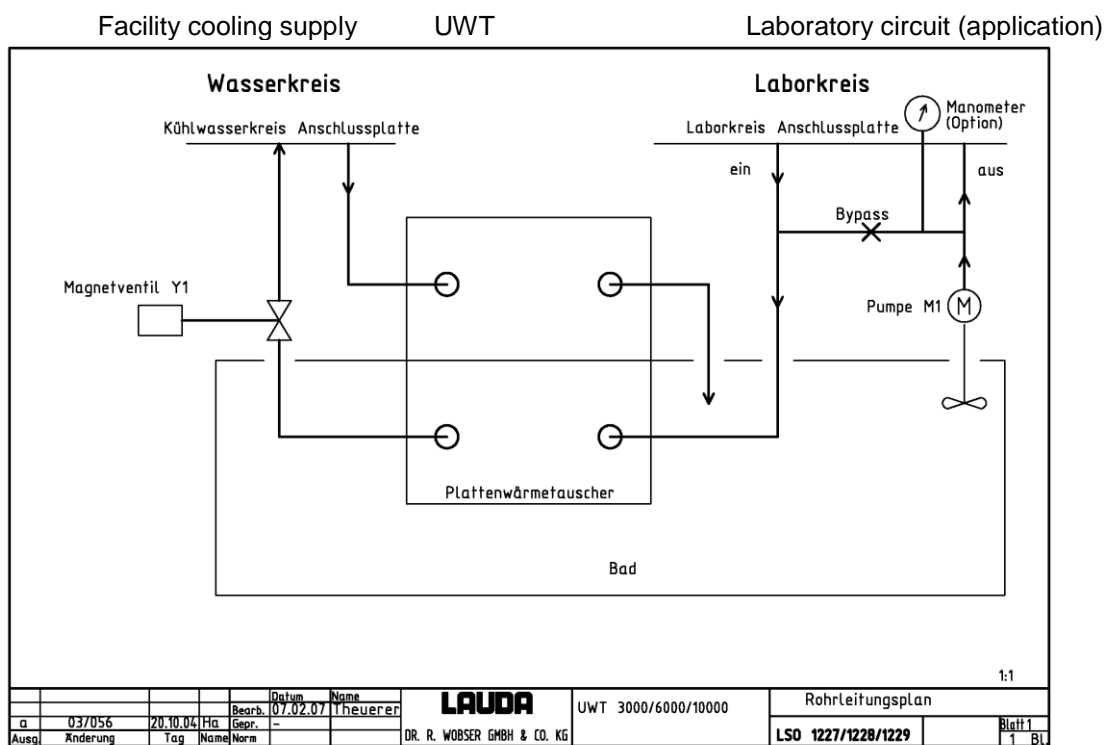 Facility cooling supply UWT Laboratory circuit (application)
Wasserkreis
Laborkreis
Kühlwasserkreis Anschlussplatte
Laborkreis Anschlussplatte
Manometer
(Option)
ein
aus
Bypass
Magnetventil Y1
Pumpe M1
M
Plattenwärmetauscher
Bad
1:1
Datum Name
Bearb. 07.02.07 Theuerer
a 03/056 20.10.04 Ha Gepr. -
Ausg. Änderung Tag Name Norm
LAUDA
DR. R. WOBSER GMBH & CO. KG
UWT 3000/6000/10000
Rohrleitungsplan
LSO 1227/1228/1229
Blatt 1
1 Bl.